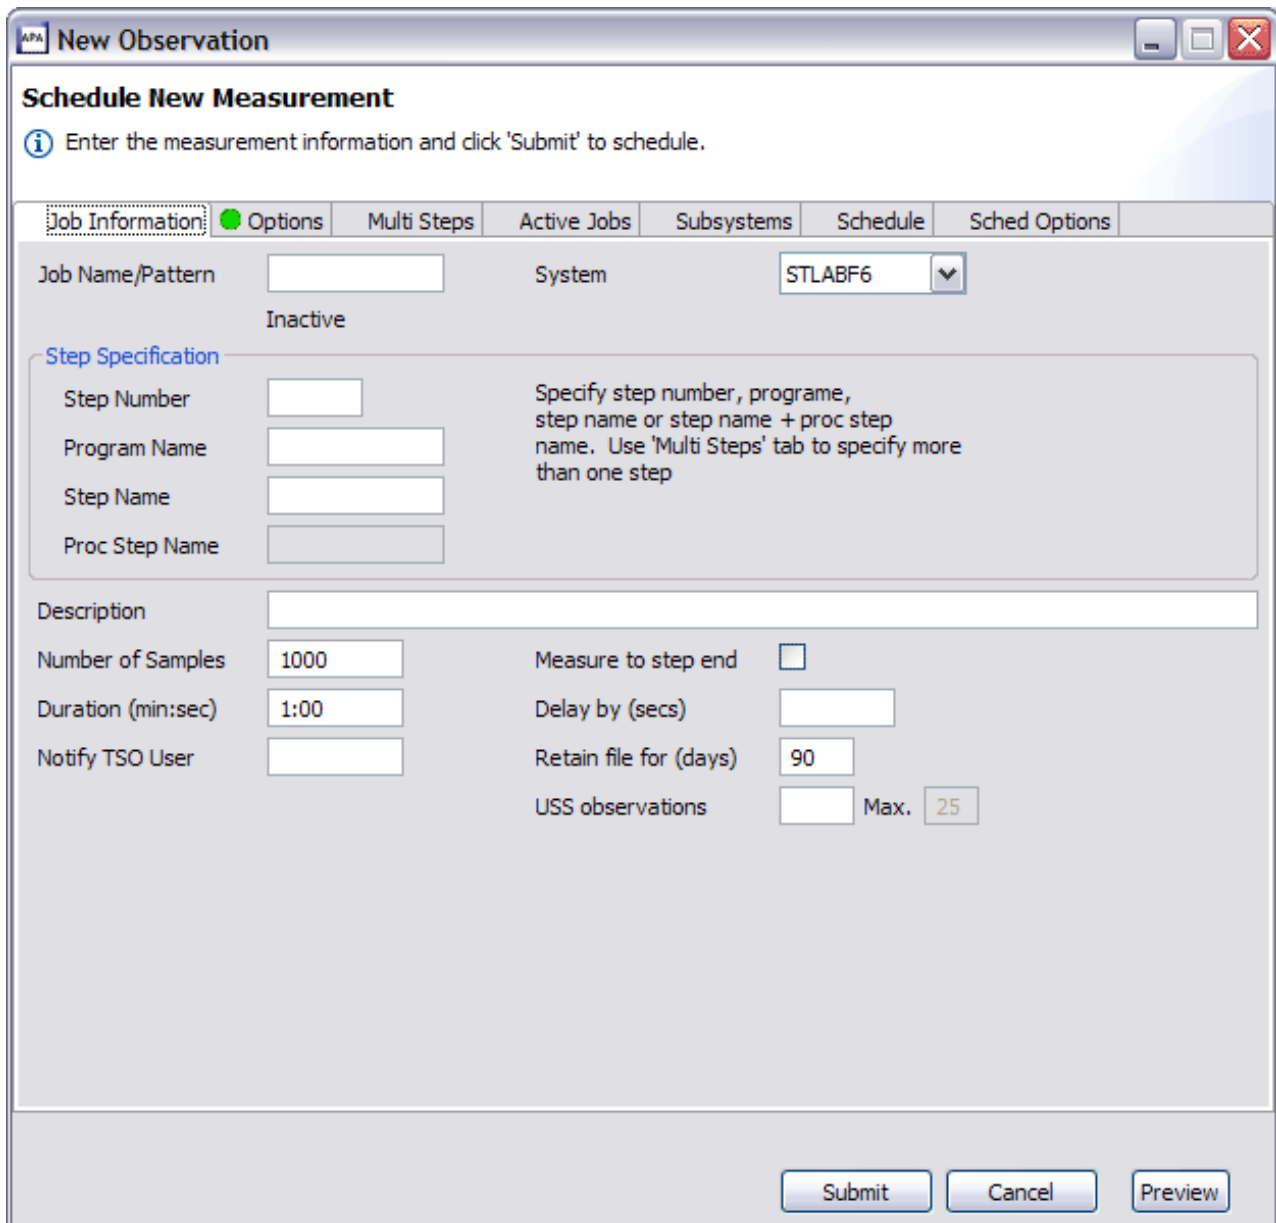 APA New Observation
Schedule New Measurement
Enter the measurement information and click 'Submit' to schedule.
Job Information Options Multi Steps Active Jobs Subsystems Schedule Sched Options
Job Name/Pattern System STLABF6
Inactive
Step Specification
Step Number
Program Name
Step Name
Proc Step Name
Specify step number, programe,
step name or step name + proc step
name. Use 'Multi Steps' tab to specify more
than one step
Description
Number of Samples 1000 Measure to step end
Duration (min:sec) 1:00 Delay by (secs)
Notify TSO User Retain file for (days) 90
USS observations Max. 25
Submit Cancel Preview